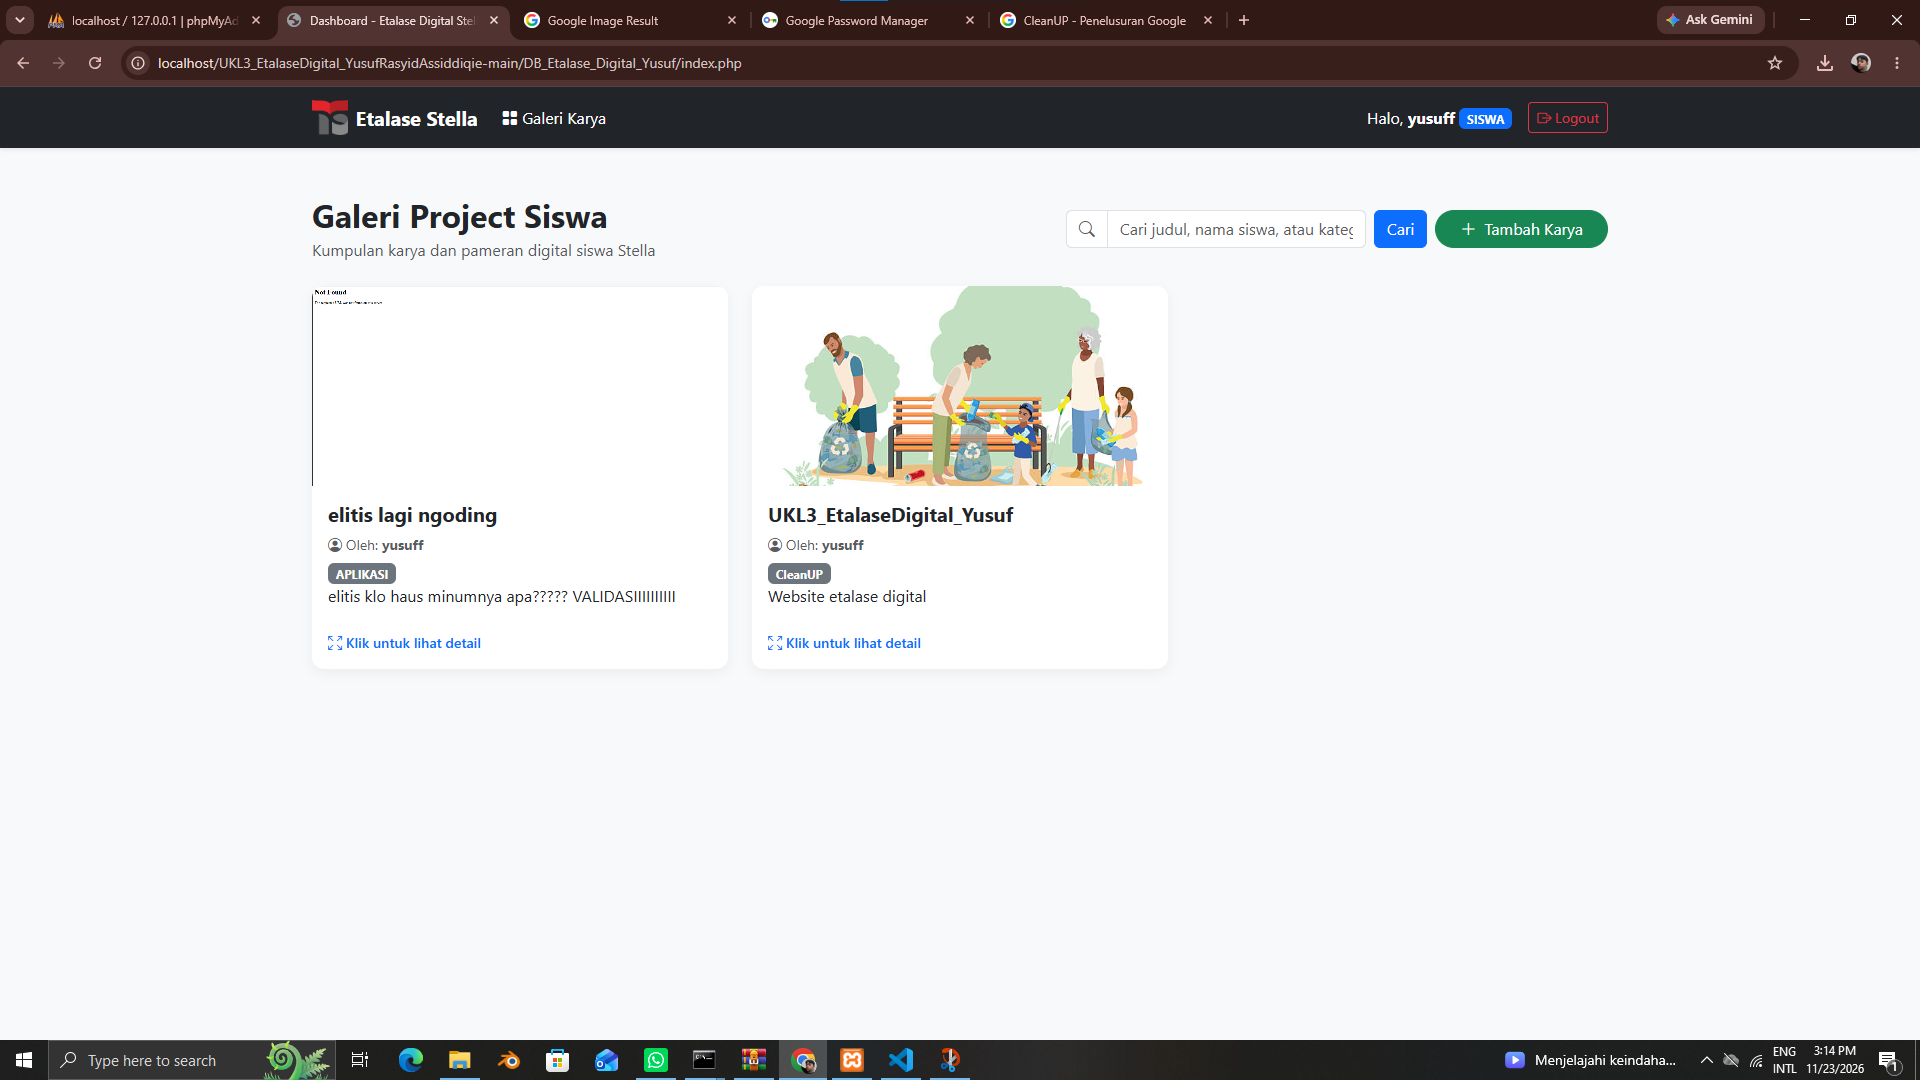 localhost / 127.0.0.1 | phpMyAd
Dashboard - Etalase Digital Stel
Google Image Result
Google Password Manager
CleanUP - Penelusuran Google
Ask Gemini
localhost/UKL3_EtalaseDigital_YusufRasyidAssiddiqie-main/DB_Etalase_Digital_Yusuf/index.php
Etalase Stella
Galeri Karya
Halo, yusuff SISWA
Logout
Galeri Project Siswa
Kumpulan karya dan pameran digital siswa Stella
Cari judul, nama siswa, atau kateg
Cari
Tambah Karya
Not Found
elitis lagi ngoding
Oleh: yusuff
APLIKASI
elitis klo haus minumnya apa????? VALIDASIIIIIIIIII
Klik untuk lihat detail
UKL3_EtalaseDigital_Yusuf
Oleh: yusuff
CleanUP
Website etalase digital
Klik untuk lihat detail
Type here to search
Menjelajahi keindaha...
ENG
INTL
3:14 PM
11/23/2026
1